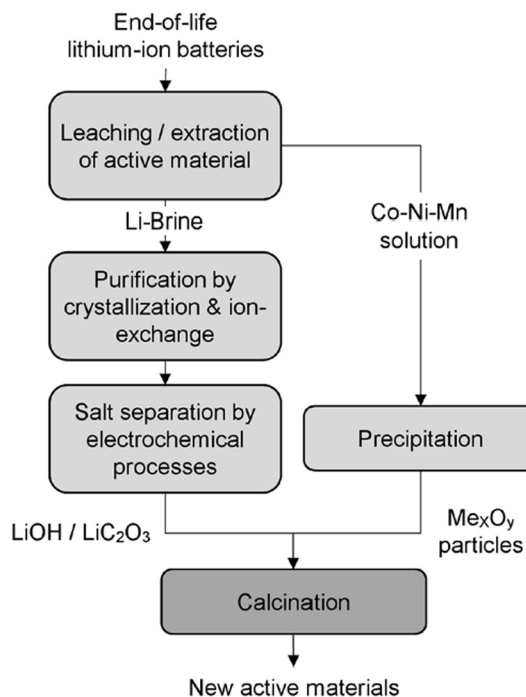 End-of-life
lithium-ion batteries
Leaching / extraction
of active material
Li-Brine
Co-Ni-Mn
solution
Purification by
crystallization & ion-
exchange
Salt separation by
electrochemical
processes
Precipitation
LiOH / LiC₂O₃
MeₓOᵧ
particles
Calcination
New active materials